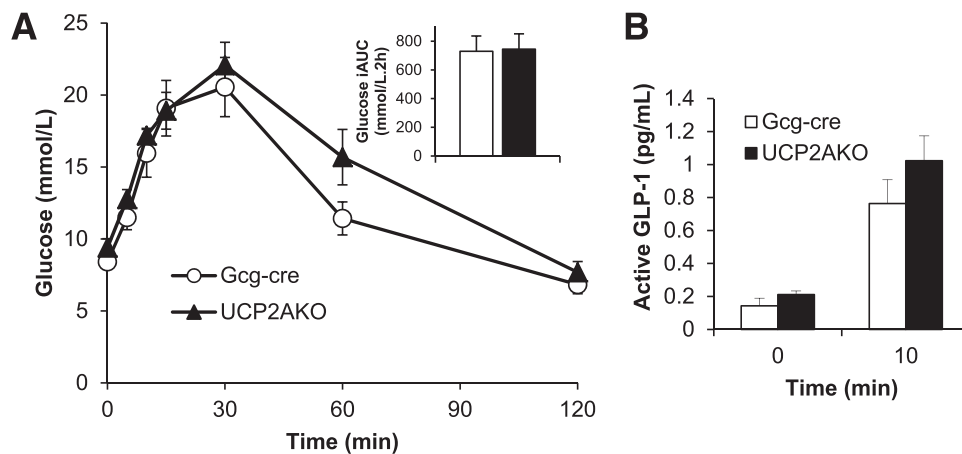 A
Glucose (mmol/L)
25
20
15
10
5
0
0 30 60 90 120
Time (min)
Gcg-cre
UCP2AKO
Glucose iAUC
(mmol/L.2h)
800
600
400
200
0
B
Active GLP-1 (pg/mL)
1.4
1.2
1
0.8
0.6
0.4
0.2
0
Gcg-cre
UCP2AKO
0 10
Time (min)